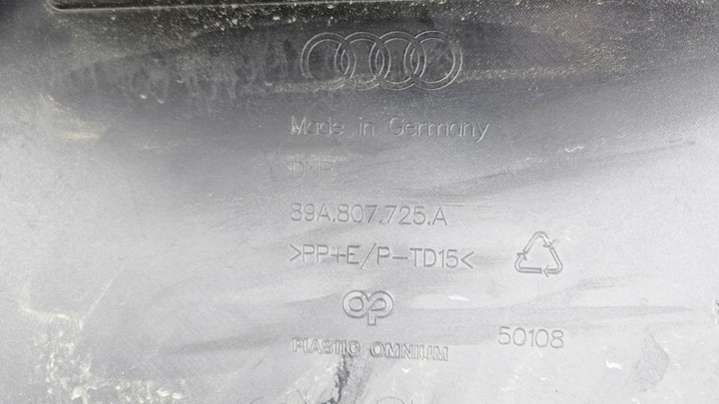 Made in Germany
89A.807.725.A
>PP+E/P-TD15<
PLASTIC OMNIUM
50108